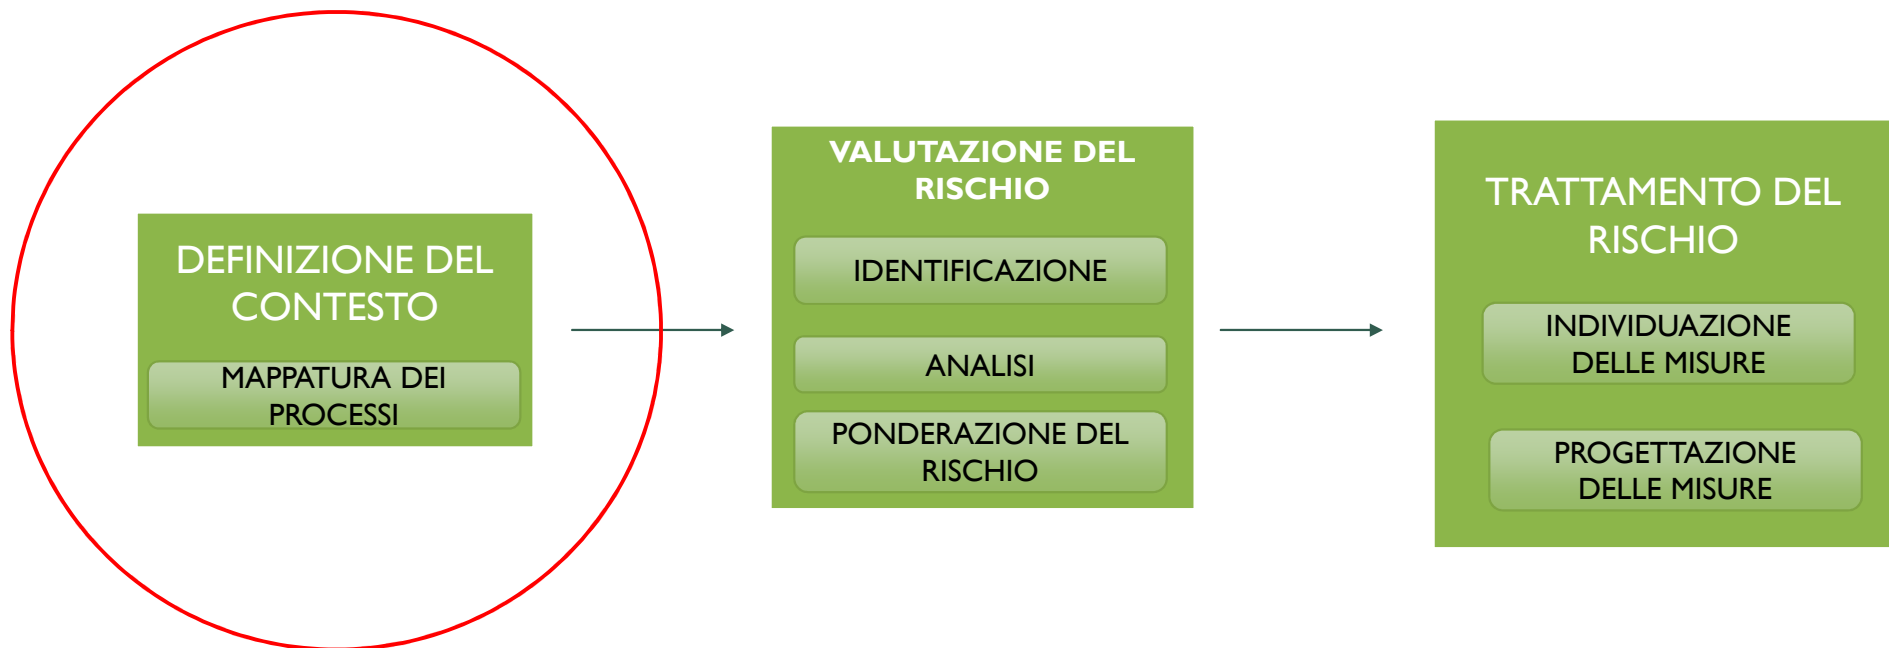 DEFINIZIONE DEL
CONTESTO
MAPPATURA DEI
PROCESSI
VALUTAZIONE DEL
RISCHIO
IDENTIFICAZIONE
ANALISI
PONDERAZIONE DEL
RISCHIO
TRATTAMENTO DEL
RISCHIO
INDIVIDUAZIONE
DELLE MISURE
PROGETTAZIONE
DELLE MISURE